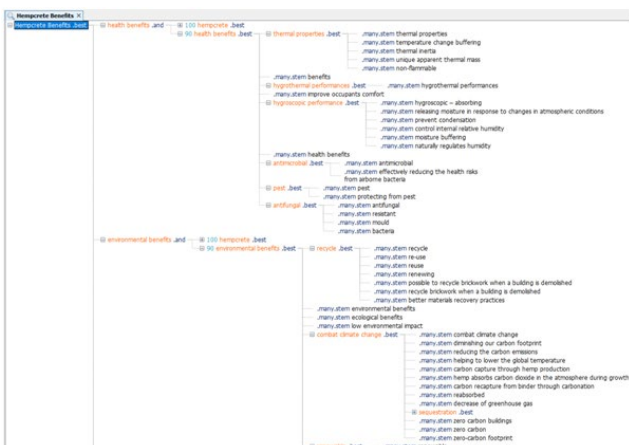 Hempcrete Benefits ×
Hempcrete Benefits .best
health benefits .and
100 hempcrete .best
90 health benefits .best
thermal properties .best
.many.stem thermal properties
.many.stem temperature change buffering
.many.stem thermal inertia
.many.stem unique apparent thermal mass
.many.stem non-flammable
.many.stem benefits
hygrothermal performances .best
.many.stem hygrothermal performances
.many.stem improve occupants comfort
hygroscopic performance .best
.many.stem hygroscopic – absorbing
.many.stem releasing moisture in response to changes in atmospheric conditions
.many.stem prevent condensation
.many.stem control internal relative humidity
.many.stem moisture buffering
.many.stem naturally regulates humidity
.many.stem health benefits
antimicrobial .best
.many.stem antimicrobial
.many.stem effectively reducing the health risks
from airborne bacteria
pest .best
.many.stem pest
.many.stem protecting from pest
antifungal .best
.many.stem antifungal
.many.stem resistant
.many.stem mould
.many.stem bacteria
environmental benefits .and
100 hempcrete .best
90 environmental benefits .best
recycle .best
.many.stem recycle
.many.stem re-use
.many.stem reuse
.many.stem renewing
.many.stem possible to recycle brickwork when a building is demolished
.many.stem recycle brickwork when a building is demolished
.many.stem better materials recovery practices
.many.stem environmental benefits
.many.stem ecological benefits
.many.stem low environmental impact
combat climate change .best
.many.stem combat climate change
.many.stem diminishing our carbon footprint
.many.stem reducing the carbon emissions
.many.stem helping to lower the global temperature
.many.stem carbon capture through hemp production
.many.stem hemp absorbs carbon dioxide in the atmosphere during growth
.many.stem carbon recapture from binder through carbonation
.many.stem reabsorbed
.many.stem decrease of greenhouse gas
sequestration .best
.many.stem zero carbon buildings
.many.stem zero carbon
.many.stem zero-carbon footprint